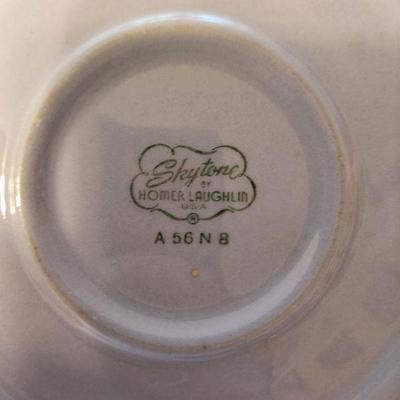 Skytone
BY
HOMER LAUGHLIN
U.S.A.
®
A 56 N 8